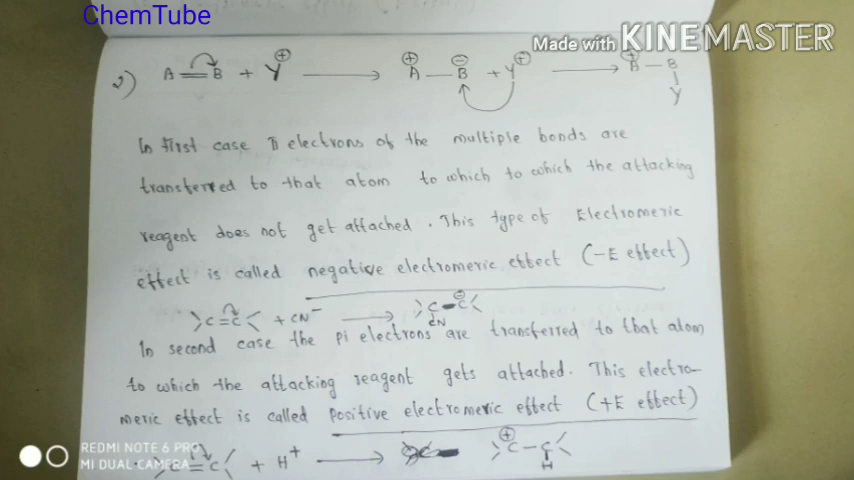 ChemTube
Made with KINEMASTER
2) A = B + Y⊕ ⟶ A⊕ — B⊖ + Y⊕ ⟶ A⊕ — B
Y
In first case π electrons of the multiple bonds are
transferred to that atom to which to which the attacking
reagent does not get attached. This type of Electromeric
effect is called negative electromeric effect (-E effect)
>C=C< + CN⁻ ⟶ >C-C⊖<
CN
In second case the pi electrons are transferred to that atom
to which the attacking reagent gets attached. This electro-
meric effect is called Positive electromeric effect (+E effect)
>C=C< + H⁺ ⟶ >C⊕-C<
H
REDMI NOTE 6 PRO
MI DUAL CAMERA